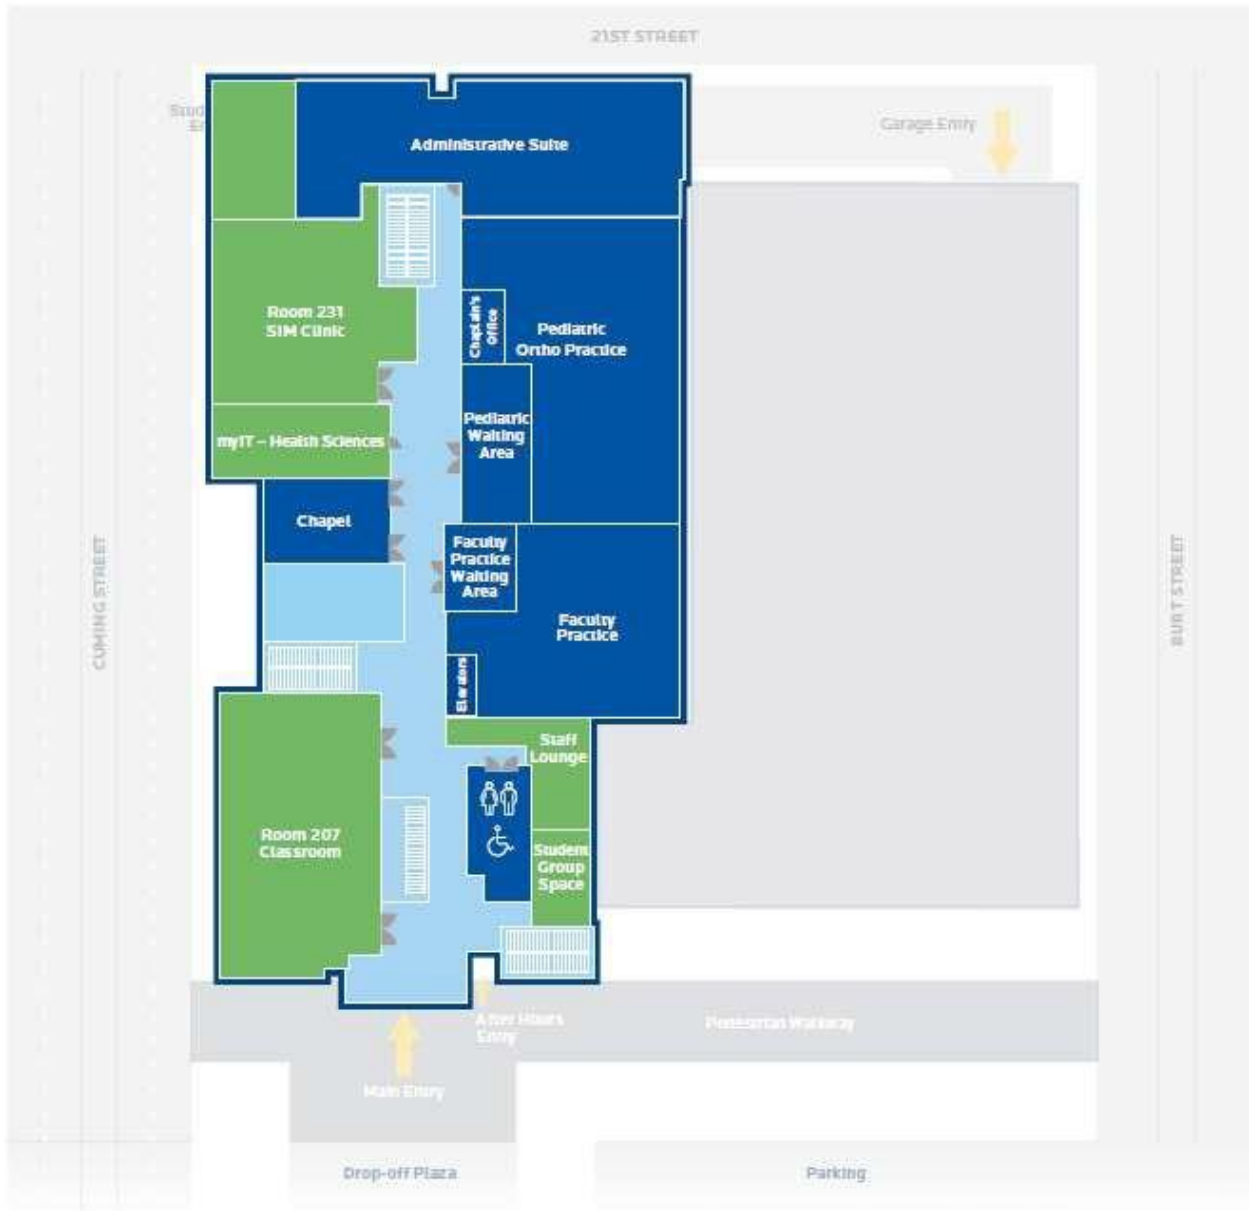 21ST STREET
Garage Entry
Administrative Suite
Room 231
SIM Clinic
Chaplain's
Office
Pediatric
Ortho Practice
Pediatric
Waiting
Area
myIT – Health Sciences
Chapel
Faculty
Practice
Waiting
Area
Faculty
Practice
CUMING STREET
BURT STREET
Elevators
Staff
Lounge
Room 207
Classroom
Student
Group
Space
After Hours
Entry
Pedestrian Walkway
Main Entry
Drop-off Plaza
Parking